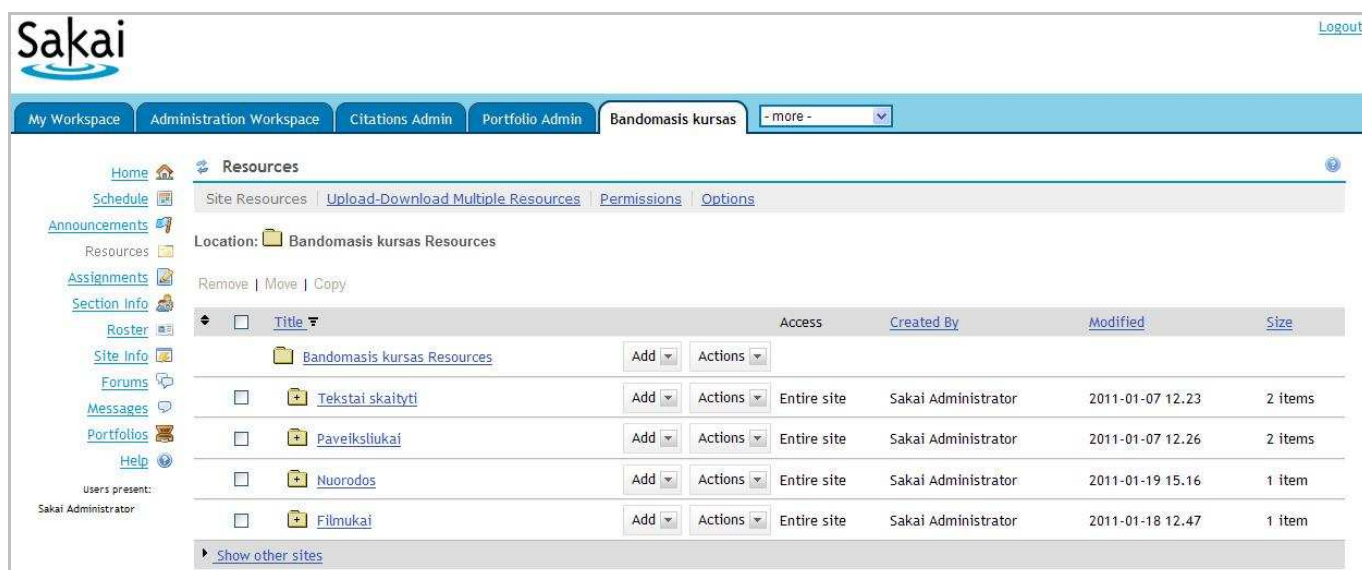 Sakai
Logout
My Workspace Administration Workspace Citations Admin Portfolio Admin Bandomasis kursas - more -
Home
Schedule
Announcements
Resources
Assignments
Section Info
Roster
Site Info
Forums
Messages
Portfolios
Help
Users present:
Sakai Administrator
Resources
Site Resources | Upload-Download Multiple Resources | Permissions | Options
Location: Bandomasis kursas Resources
Remove | Move | Copy
Title Access Created By Modified Size
Bandomasis kursas Resources Add Actions
Tekstai skaityti Add Actions Entire site Sakai Administrator 2011-01-07 12.23 2 items
Paveiksliukai Add Actions Entire site Sakai Administrator 2011-01-07 12.26 2 items
Nuorodos Add Actions Entire site Sakai Administrator 2011-01-19 15.16 1 item
Filmukai Add Actions Entire site Sakai Administrator 2011-01-18 12.47 1 item
Show other sites